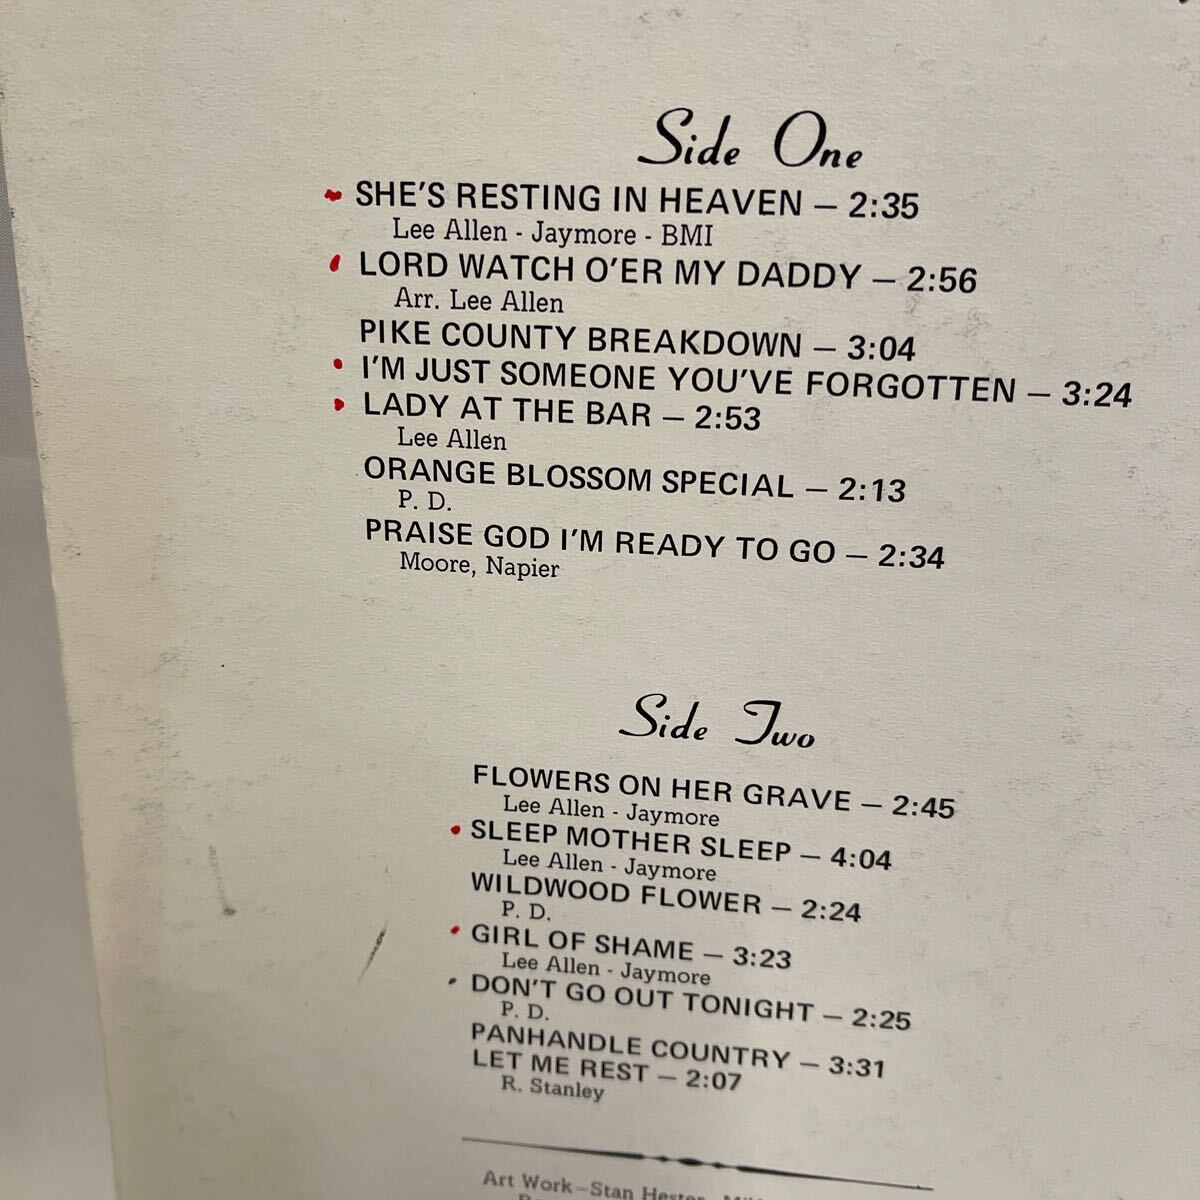 Side One
SHE'S RESTING IN HEAVEN – 2:35
Lee Allen - Jaymore - BMI
LORD WATCH O'ER MY DADDY – 2:56
Arr. Lee Allen
PIKE COUNTY BREAKDOWN – 3:04
I'M JUST SOMEONE YOU'VE FORGOTTEN – 3:24
LADY AT THE BAR – 2:53
Lee Allen
ORANGE BLOSSOM SPECIAL – 2:13
P. D.
PRAISE GOD I'M READY TO GO – 2:34
Moore, Napier
Side Two
FLOWERS ON HER GRAVE – 2:45
Lee Allen - Jaymore
SLEEP MOTHER SLEEP – 4:04
Lee Allen - Jaymore
WILDWOOD FLOWER – 2:24
P. D.
GIRL OF SHAME – 3:23
Lee Allen - Jaymore
DON'T GO OUT TONIGHT – 2:25
P. D.
PANHANDLE COUNTRY – 3:31
LET ME REST – 2:07
R. Stanley
Art Work–Stan Hester